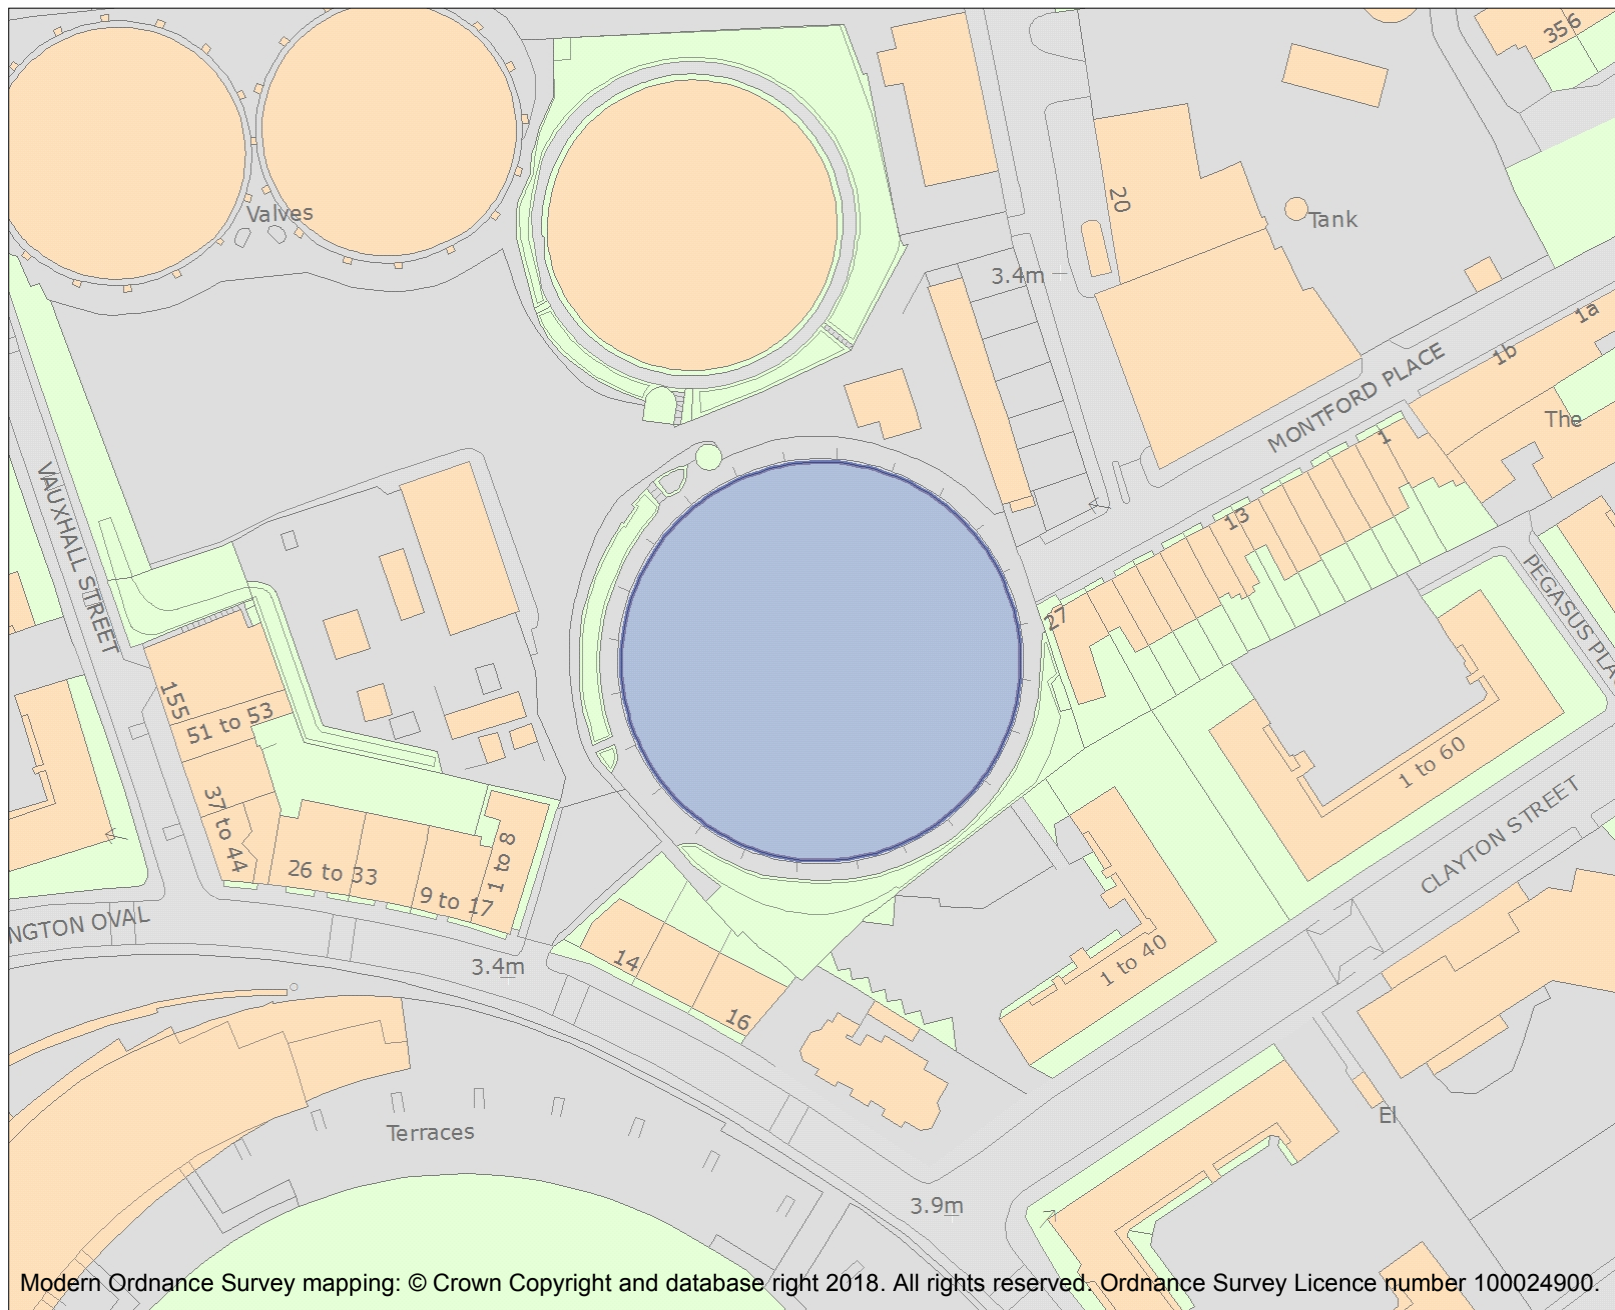 356
Valves
20
Tank
3.4m
1a
1b
MONTFORD PLACE
The
1
13
VAUXHALL STREET
PEGASUS PLA
27
155
51 to 53
1 to 60
37 to 44
CLAYTON STREET
26 to 33
1 to 8
9 to 17
NGTON OVAL
14
1 to 40
3.4m
16
El
Terraces
3.9m
Modern Ordnance Survey mapping: © Crown Copyright and database right 2018. All rights reserved. Ordnance Survey Licence number 100024900.